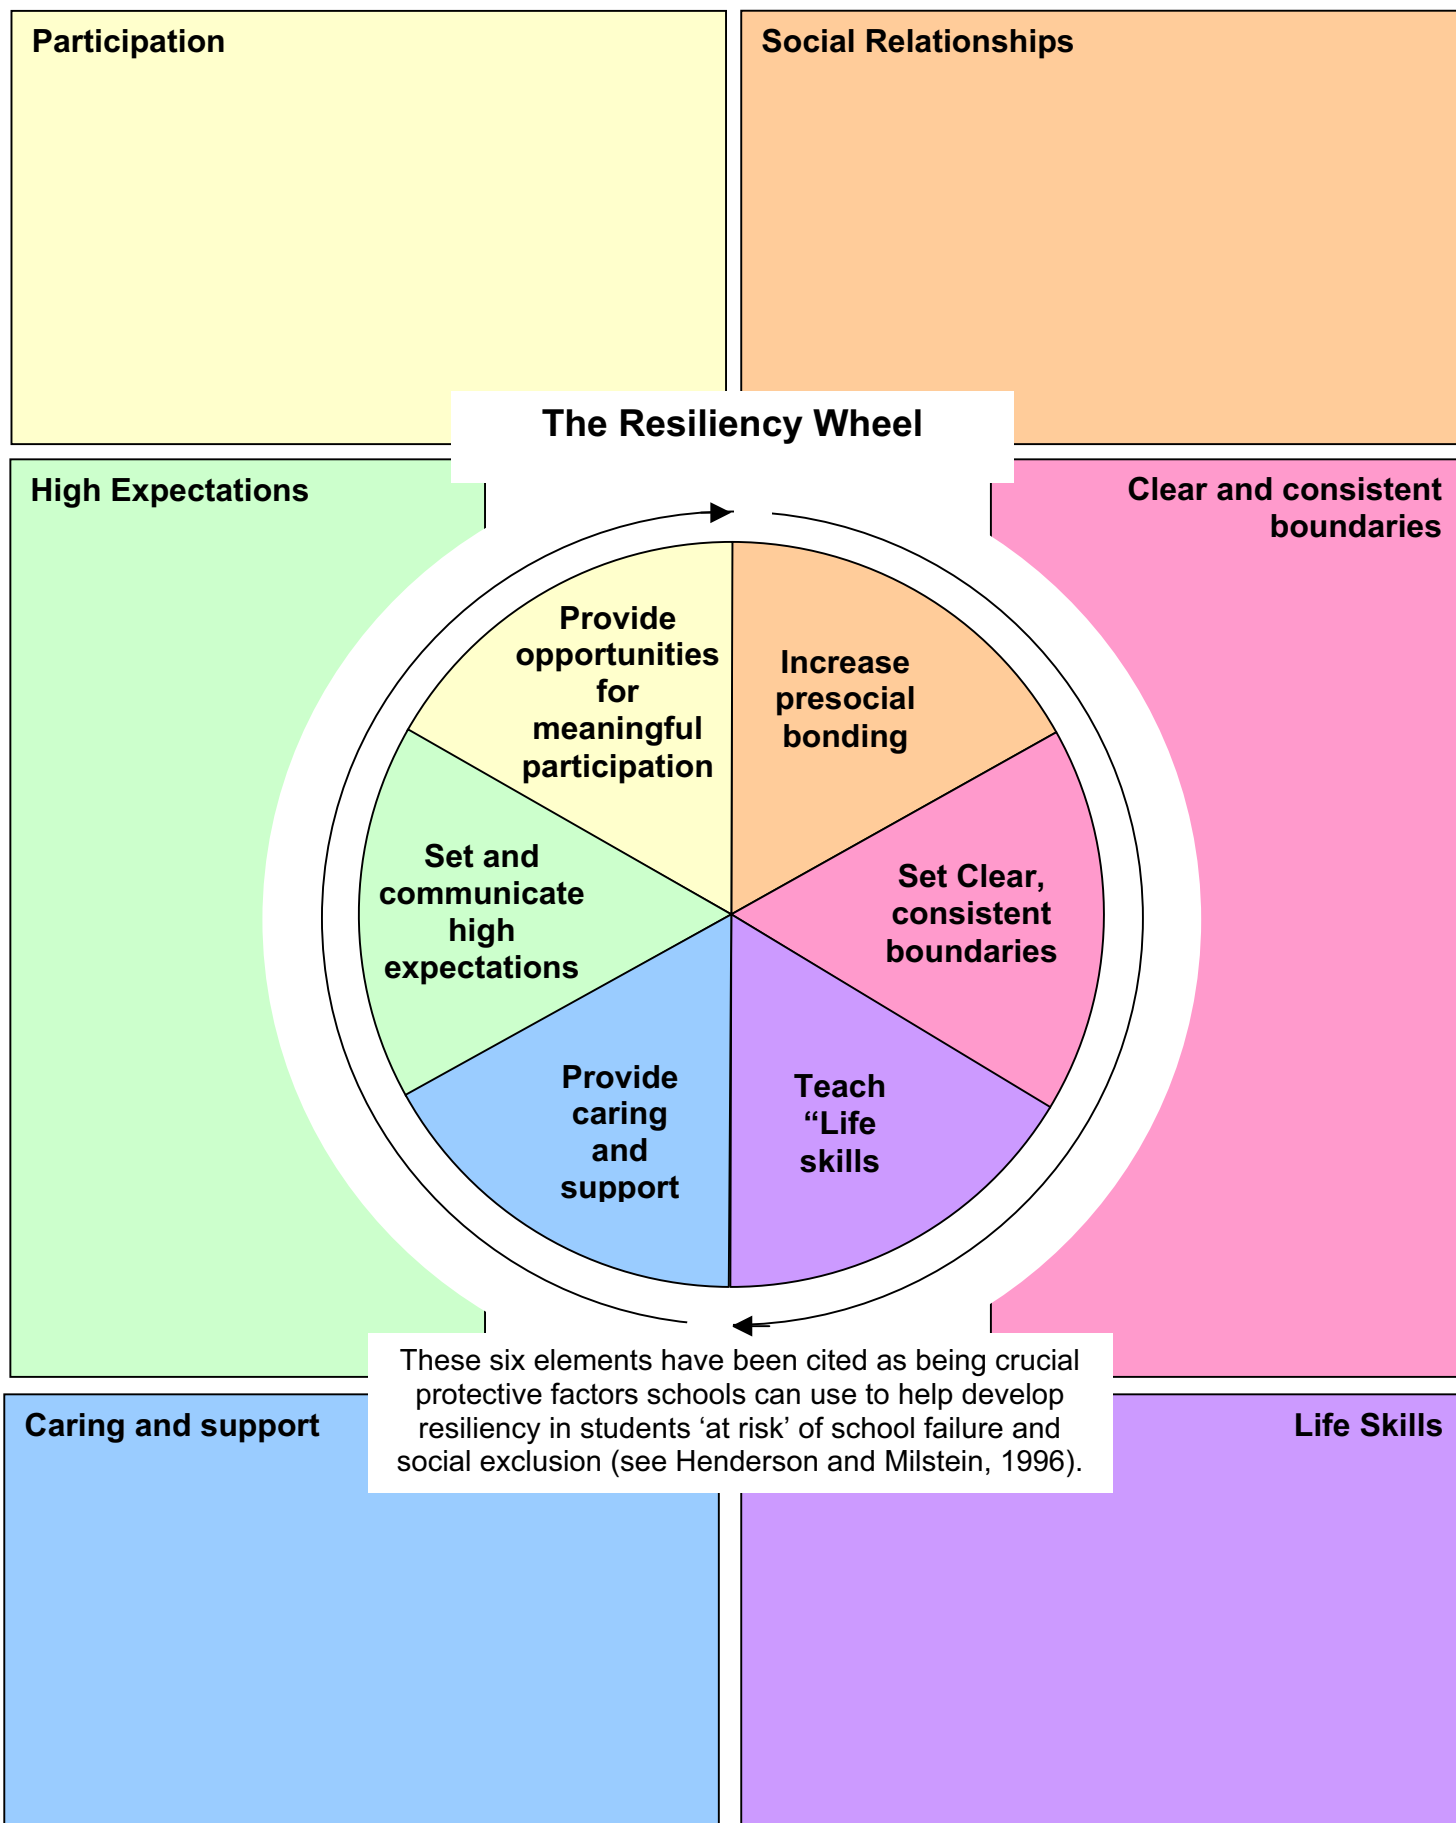 Participation
Social Relationships
The Resiliency Wheel
High Expectations
Clear and consistent
boundaries
Provide
opportunities
for
meaningful
participation
Increase
presocial
bonding
Set and
communicate
high
expectations
Set Clear,
consistent
boundaries
Provide
caring
and
support
Teach
“Life
skills
These six elements have been cited as being crucial
protective factors schools can use to help develop
resiliency in students ‘at risk’ of school failure and
social exclusion (see Henderson and Milstein, 1996).
Caring and support
Life Skills